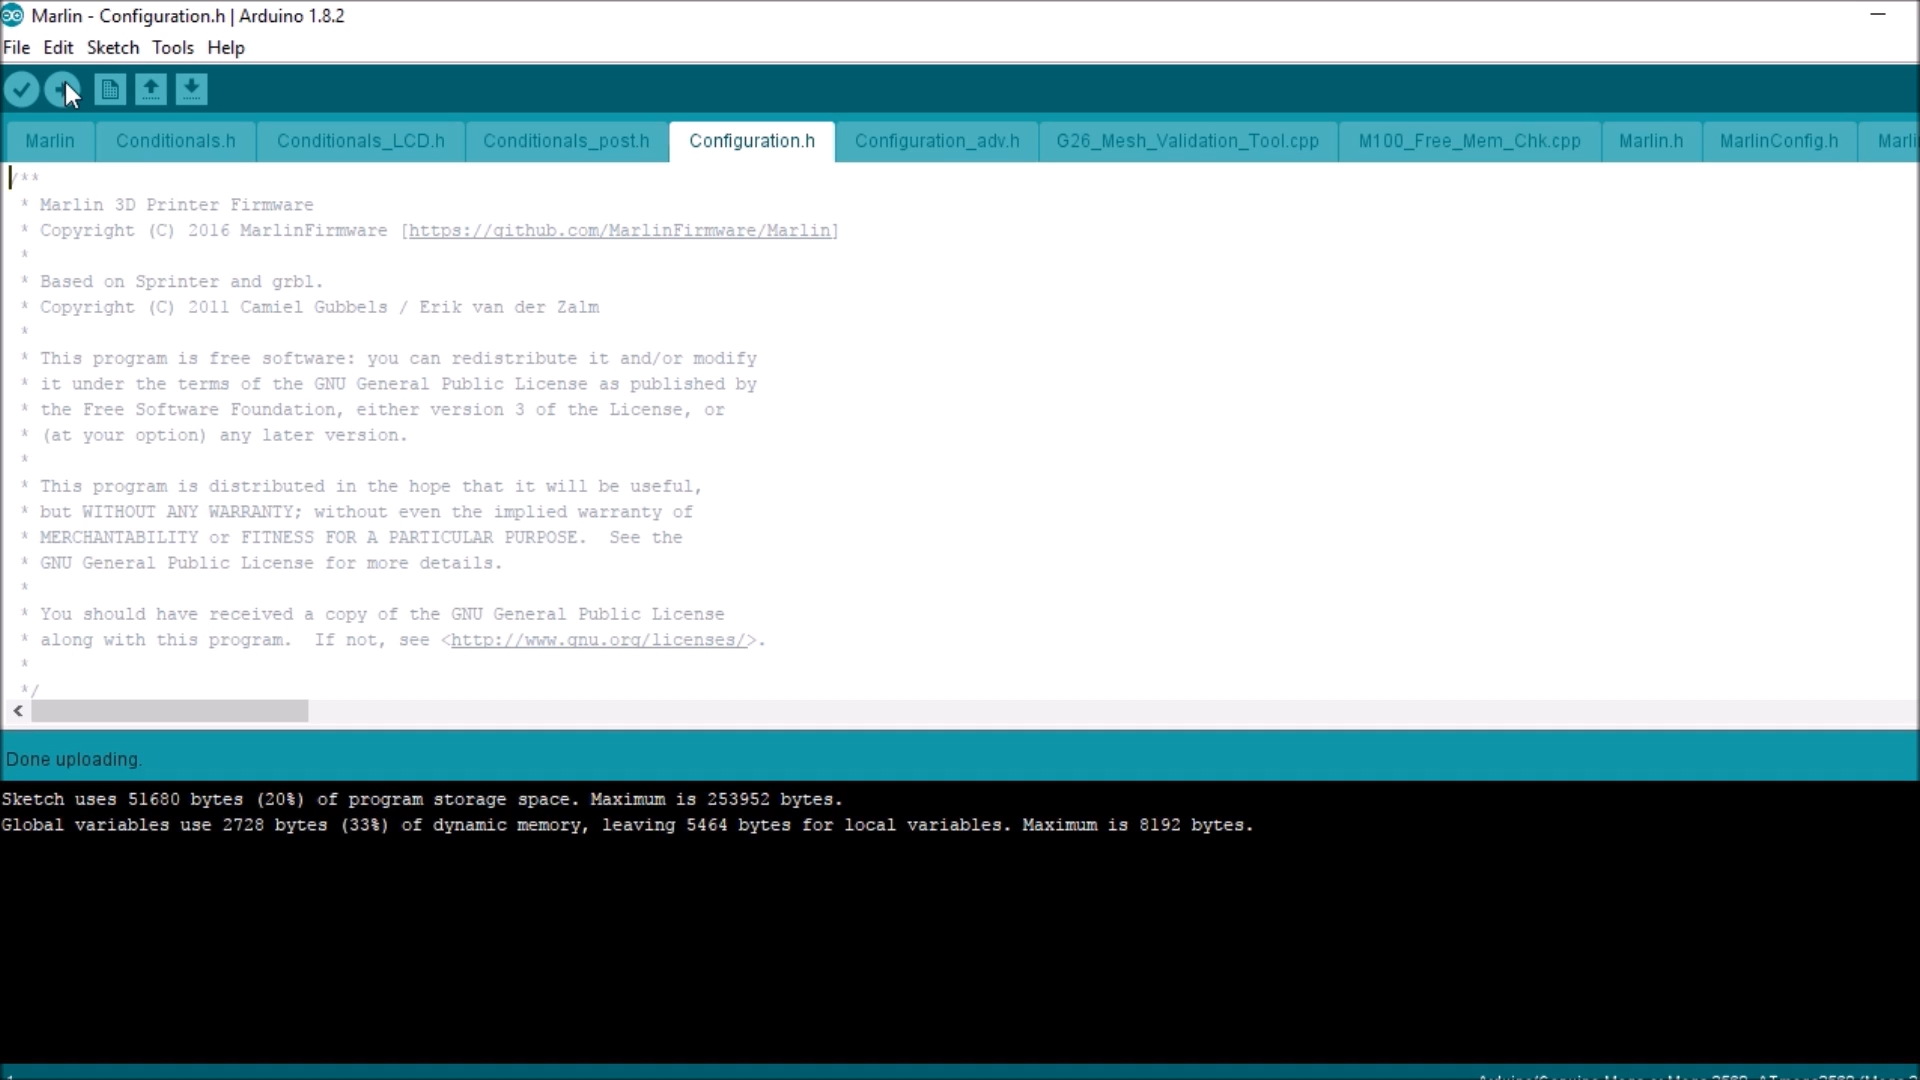 Marlin - Configuration.h | Arduino 1.8.2
File Edit Sketch Tools Help
Marlin Conditionals.h Conditionals_LCD.h Conditionals_post.h Configuration.h Configuration_adv.h G26_Mesh_Validation_Tool.cpp M100_Free_Mem_Chk.cpp Marlin.h MarlinConfig.h Marli
/**
* Marlin 3D Printer Firmware
* Copyright (C) 2016 MarlinFirmware [https://github.com/MarlinFirmware/Marlin]
*
* Based on Sprinter and grbl.
* Copyright (C) 2011 Camiel Gubbels / Erik van der Zalm
*
* This program is free software: you can redistribute it and/or modify
* it under the terms of the GNU General Public License as published by
* the Free Software Foundation, either version 3 of the License, or
* (at your option) any later version.
*
* This program is distributed in the hope that it will be useful,
* but WITHOUT ANY WARRANTY; without even the implied warranty of
* MERCHANTABILITY or FITNESS FOR A PARTICULAR PURPOSE.  See the
* GNU General Public License for more details.
*
* You should have received a copy of the GNU General Public License
* along with this program.  If not, see <http://www.gnu.org/licenses/>.
*
*/
Done uploading.
Sketch uses 51680 bytes (20%) of program storage space. Maximum is 253952 bytes.
Global variables use 2728 bytes (33%) of dynamic memory, leaving 5464 bytes for local variables. Maximum is 8192 bytes.